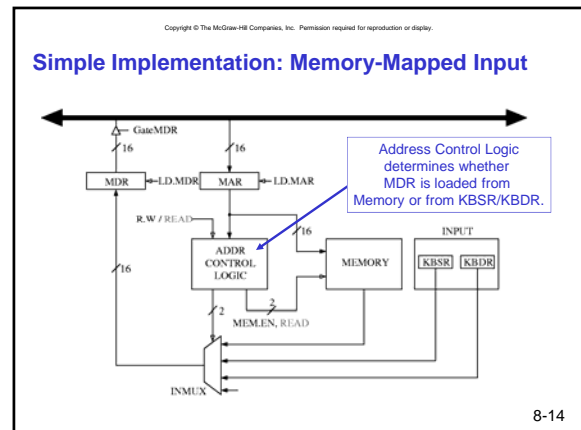 Copyright © The McGraw-Hill Companies, Inc. Permission required for reproduction or display.
Simple Implementation: Memory-Mapped Input
GateMDR
16
16
MDR
LD.MDR
MAR
LD.MAR
Address Control Logic
determines whether
MDR is loaded from
Memory or from KBSR/KBDR.
R.W / READ
16
16
ADDR
CONTROL
LOGIC
MEMORY
INPUT
KBSR
KBDR
2
2
MEM.EN, READ
INMUX
8-14